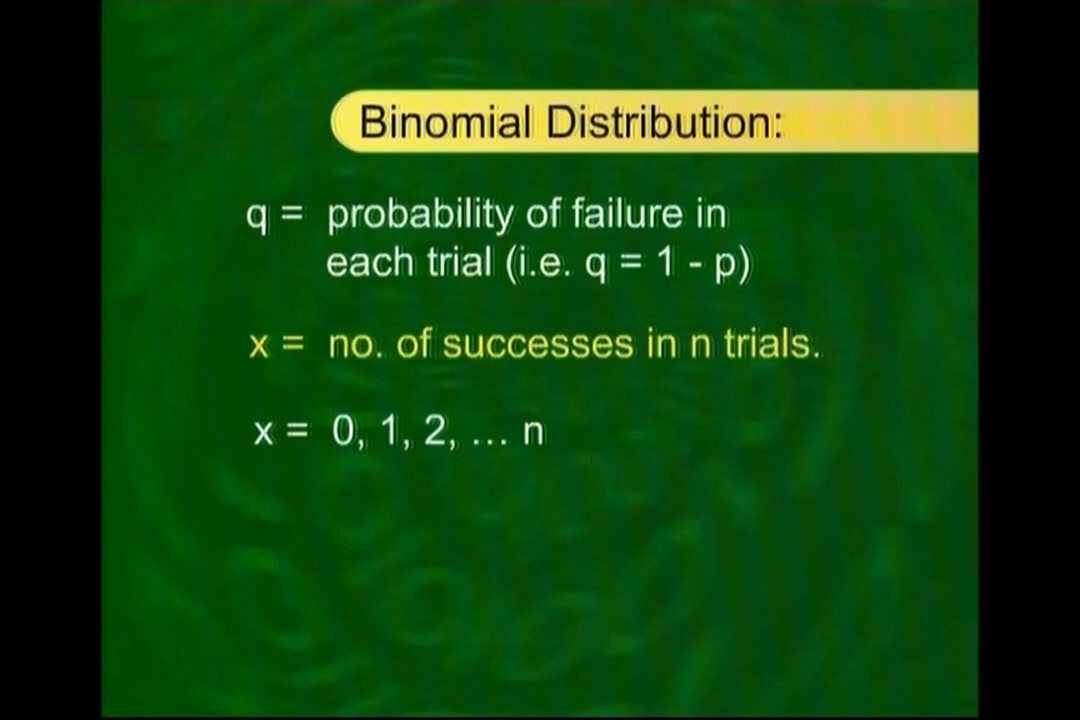 Binomial Distribution:
q = probability of failure in
each trial (i.e. q = 1 - p)
x = no. of successes in n trials.
x = 0, 1, 2, ... n